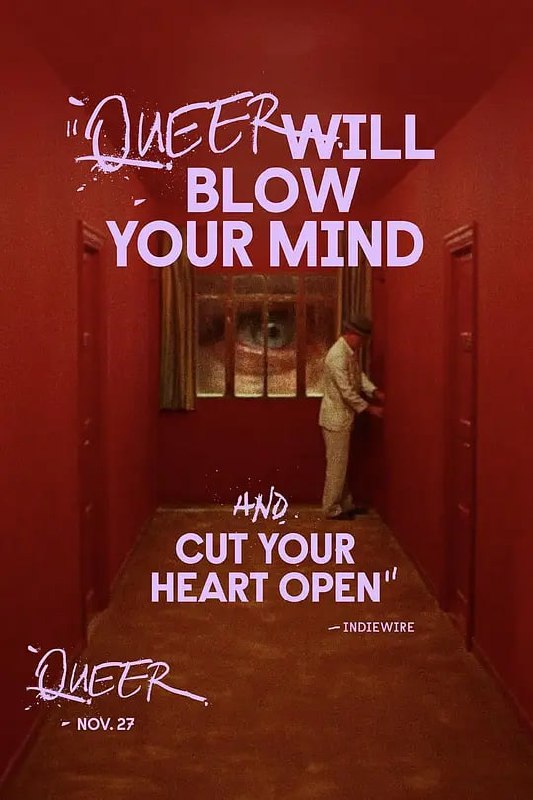 "QUEER WILL
BLOW
YOUR MIND
AND
CUT YOUR
HEART OPEN"
— INDIEWIRE
QUEER
- NOV. 27